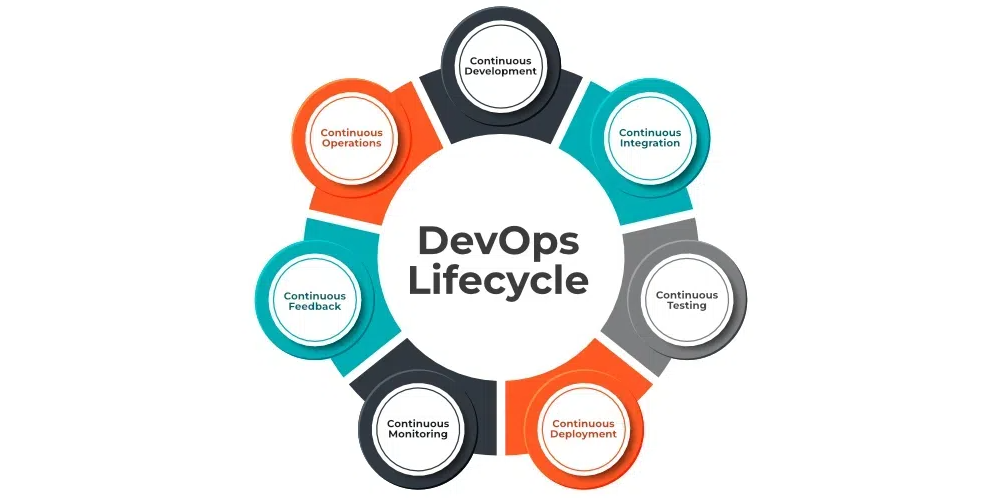 Continuous
Development
Continuous
Operations
Continuous
Integration
DevOps
Lifecycle
Continuous
Feedback
Continuous
Testing
Continuous
Monitoring
Continuous
Deployment